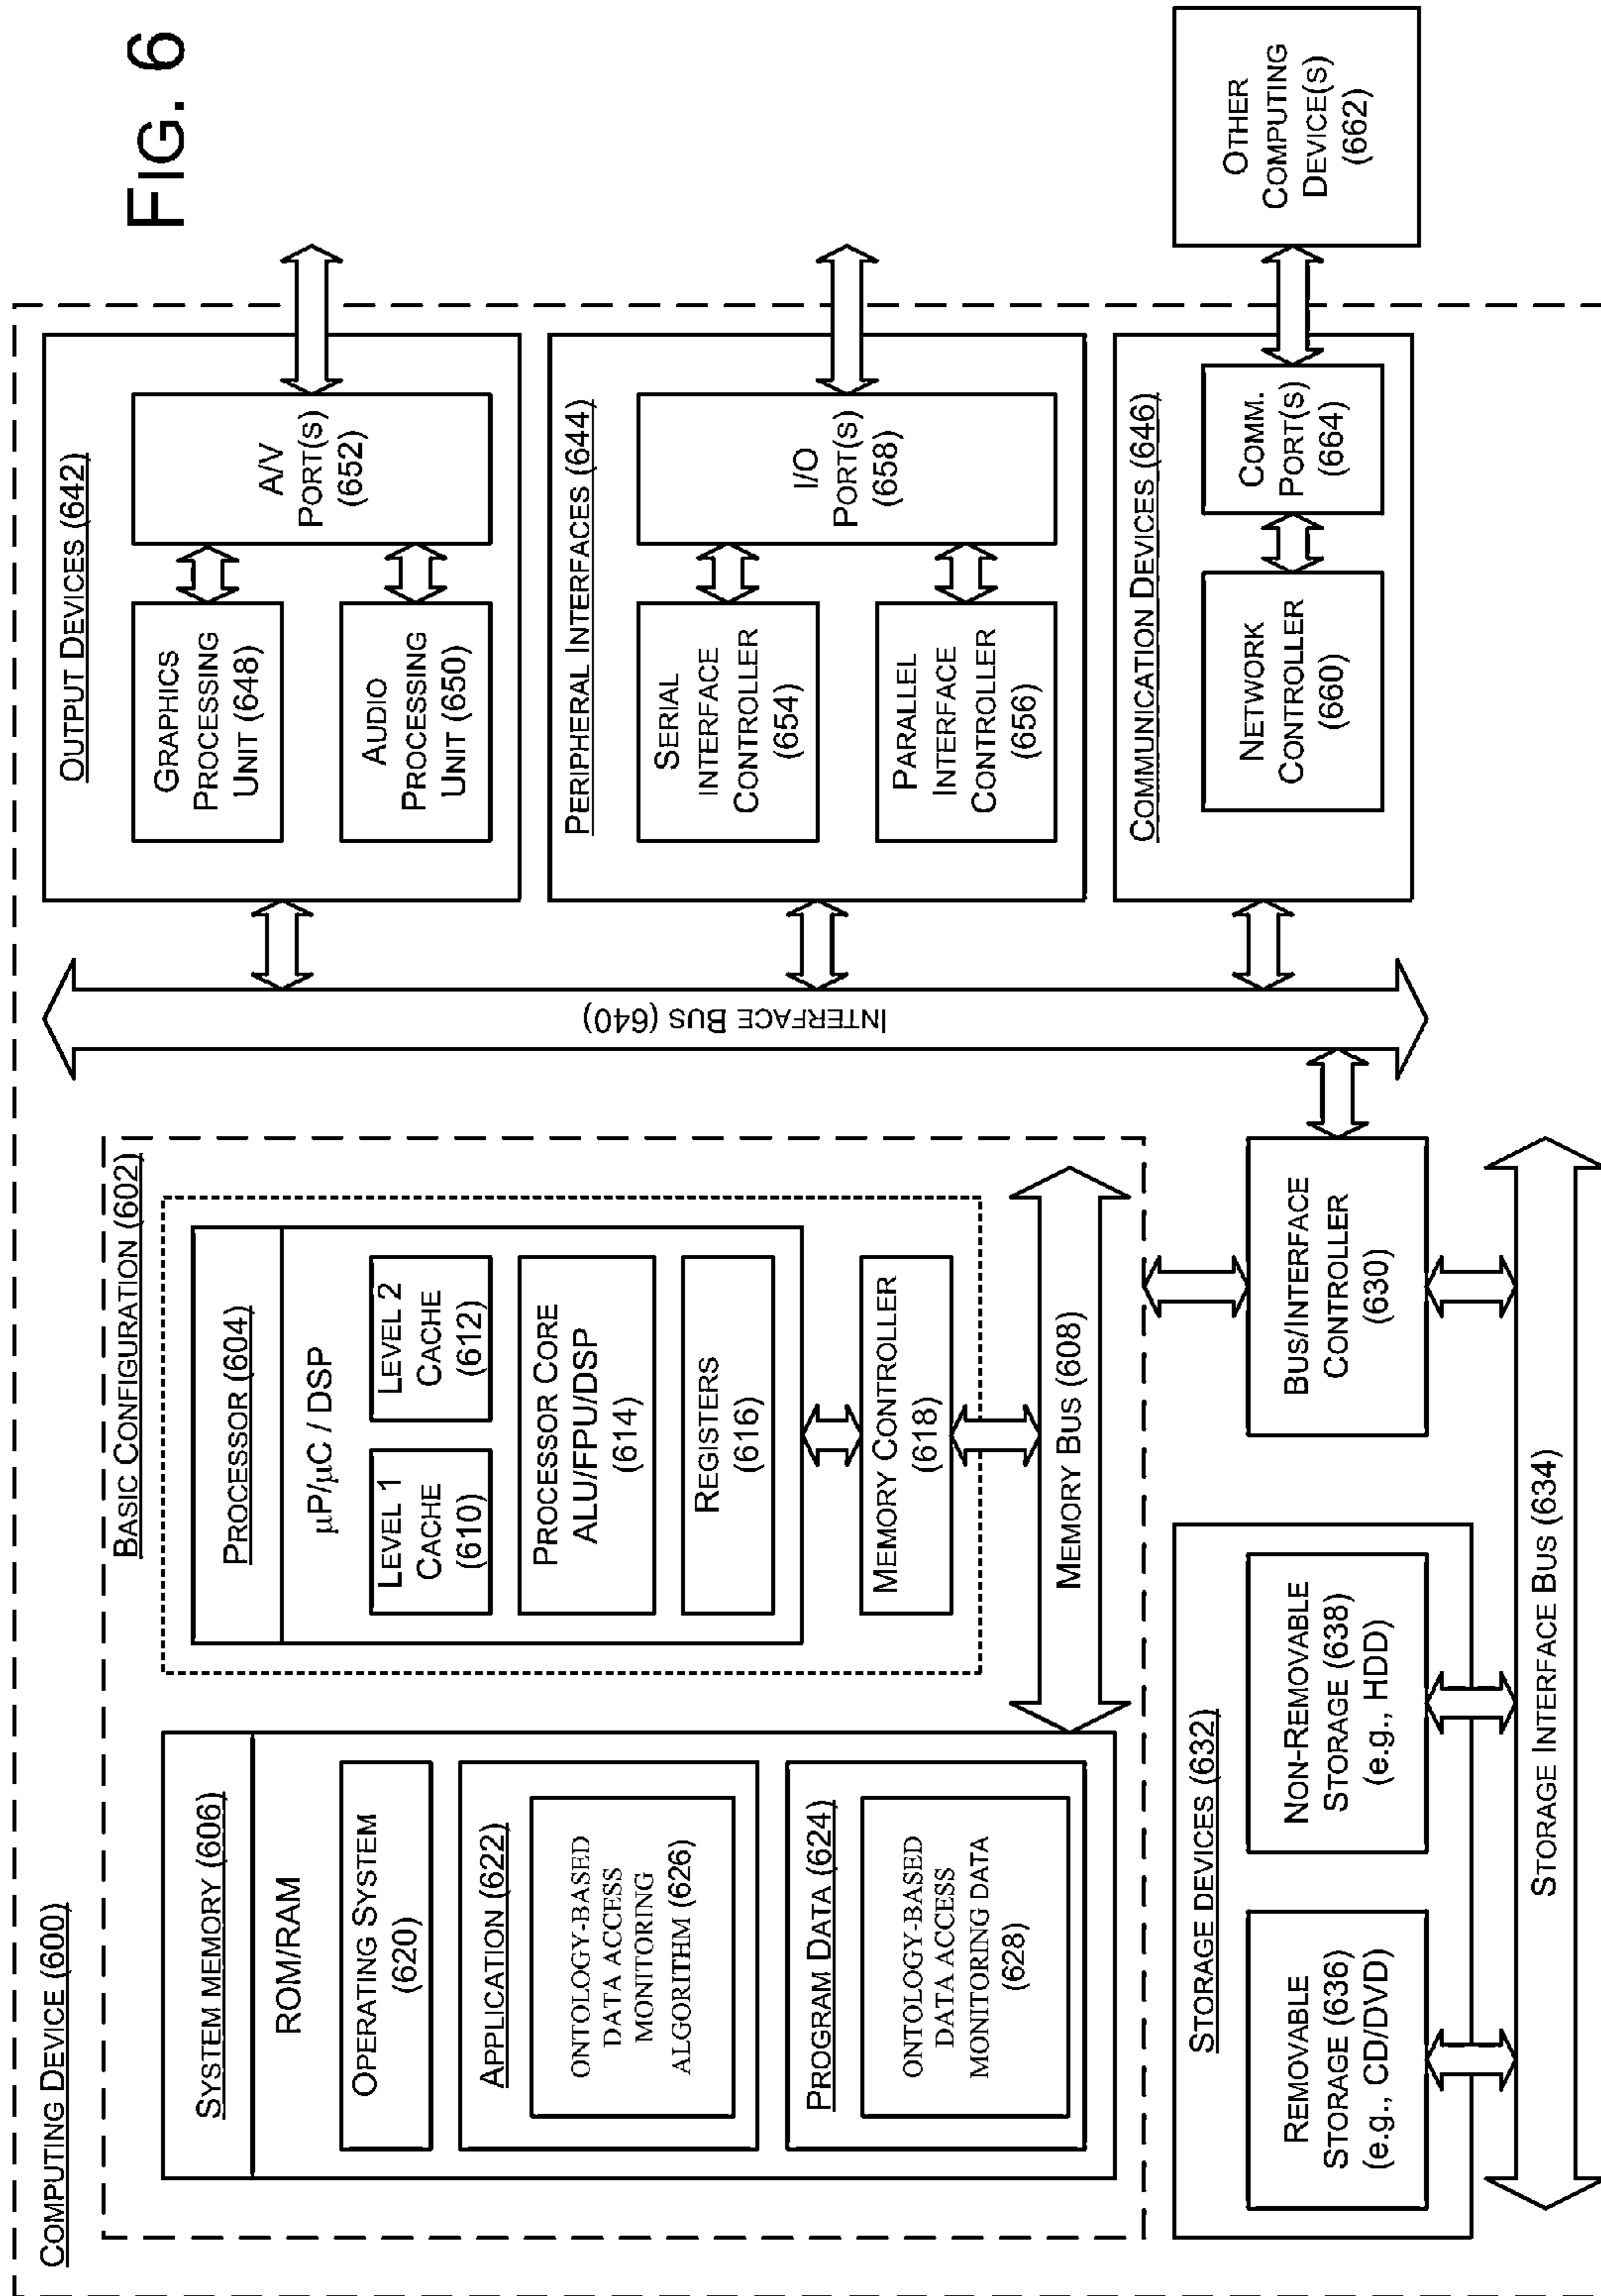 FIG. 6
COMPUTING DEVICE (600)
BASIC CONFIGURATION (602)
SYSTEM MEMORY (606)
ROM/RAM
OPERATING SYSTEM
(620)
APPLICATION (622)
ONTOLOGY-BASED
DATA ACCESS
MONITORING
ALGORITHM (626)
PROGRAM DATA (624)
ONTOLOGY-BASED
DATA ACCESS
MONITORING DATA
(628)
PROCESSOR (604)
µP/µC / DSP
LEVEL 1
CACHE
(610)
LEVEL 2
CACHE
(612)
PROCESSOR CORE
ALU/FPU/DSP
(614)
REGISTERS
(616)
MEMORY CONTROLLER
(618)
MEMORY BUS (608)
BUS/INTERFACE
CONTROLLER
(630)
STORAGE DEVICES (632)
REMOVABLE
STORAGE (636)
(e.g., CD/DVD)
NON-REMOVABLE
STORAGE (638)
(e.g., HDD)
STORAGE INTERFACE BUS (634)
INTERFACE BUS (640)
OUTPUT DEVICES (642)
GRAPHICS
PROCESSING
UNIT (648)
AUDIO
PROCESSING
UNIT (650)
A/V
PORT(S)
(652)
PERIPHERAL INTERFACES (644)
SERIAL
INTERFACE
CONTROLLER
(654)
PARALLEL
INTERFACE
CONTROLLER
(656)
I/O
PORT(S)
(658)
COMMUNICATION DEVICES (646)
NETWORK
CONTROLLER
(660)
COMM.
PORT(S)
(664)
OTHER
COMPUTING
DEVICE(S)
(662)